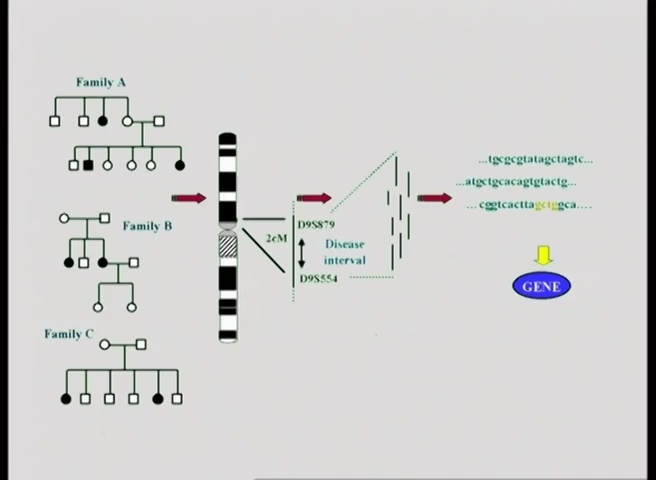 Family A
Family B
Family C
D9S879
2cM
Disease
interval
D9S554
...tgcgcgtatagctagtc...
...atgctgcacagtgtactg...
... cggtcacttagctggca....
GENE